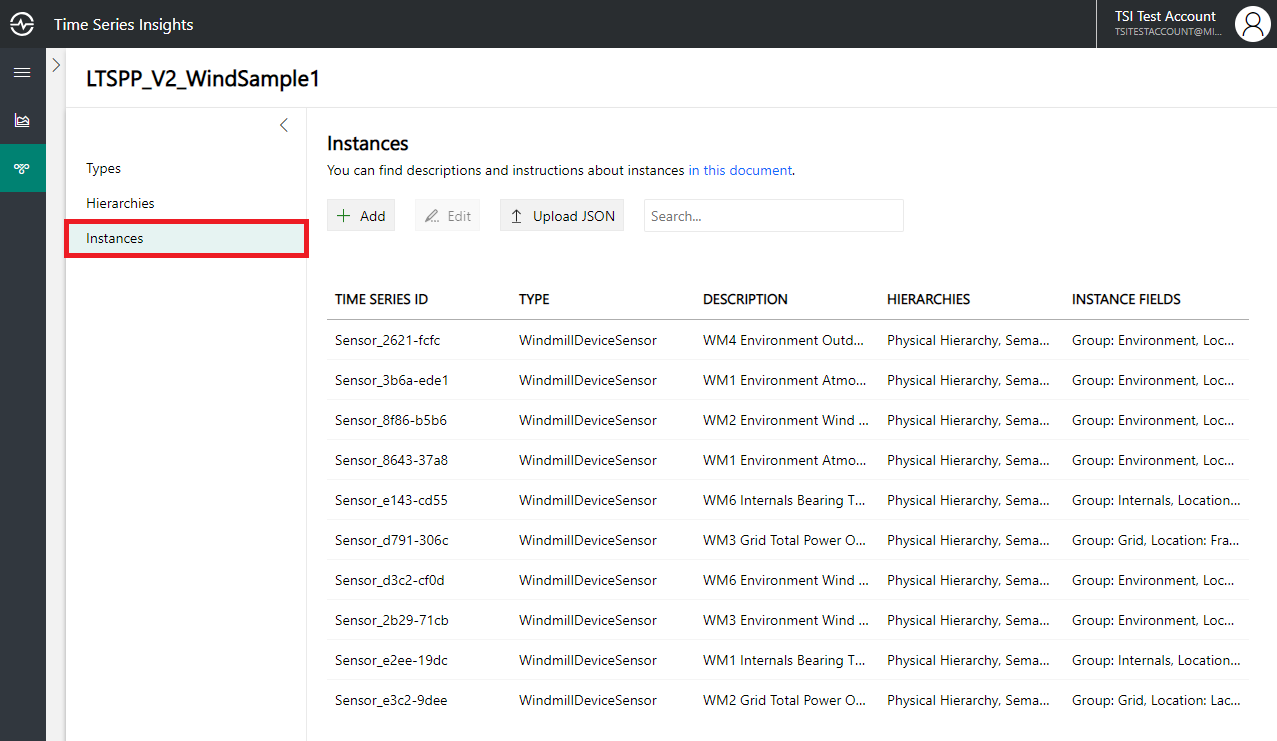 Time Series Insights
TSI Test Account
TSITESTACCOUNT@MI...
LTSPP_V2_WindSample1
Types
Hierarchies
Instances
Instances
You can find descriptions and instructions about instances in this document.
Add Edit Upload JSON Search...
TIME SERIES ID TYPE DESCRIPTION HIERARCHIES INSTANCE FIELDS
Sensor_2621-fcfc WindmillDeviceSensor WM4 Environment Outd... Physical Hierarchy, Sema... Group: Environment, Loc...
Sensor_3b6a-ede1 WindmillDeviceSensor WM1 Environment Atmo... Physical Hierarchy, Sema... Group: Environment, Loc...
Sensor_8f86-b5b6 WindmillDeviceSensor WM2 Environment Wind ... Physical Hierarchy, Sema... Group: Environment, Loc...
Sensor_8643-37a8 WindmillDeviceSensor WM1 Environment Atmo... Physical Hierarchy, Sema... Group: Environment, Loc...
Sensor_e143-cd55 WindmillDeviceSensor WM6 Internals Bearing T... Physical Hierarchy, Sema... Group: Internals, Location...
Sensor_d791-306c WindmillDeviceSensor WM3 Grid Total Power O... Physical Hierarchy, Sema... Group: Grid, Location: Fra...
Sensor_d3c2-cf0d WindmillDeviceSensor WM6 Environment Wind ... Physical Hierarchy, Sema... Group: Environment, Loc...
Sensor_2b29-71cb WindmillDeviceSensor WM3 Environment Wind ... Physical Hierarchy, Sema... Group: Environment, Loc...
Sensor_e2ee-19dc WindmillDeviceSensor WM1 Internals Bearing T... Physical Hierarchy, Sema... Group: Internals, Location...
Sensor_e3c2-9dee WindmillDeviceSensor WM2 Grid Total Power O... Physical Hierarchy, Sema... Group: Grid, Location: Lac...